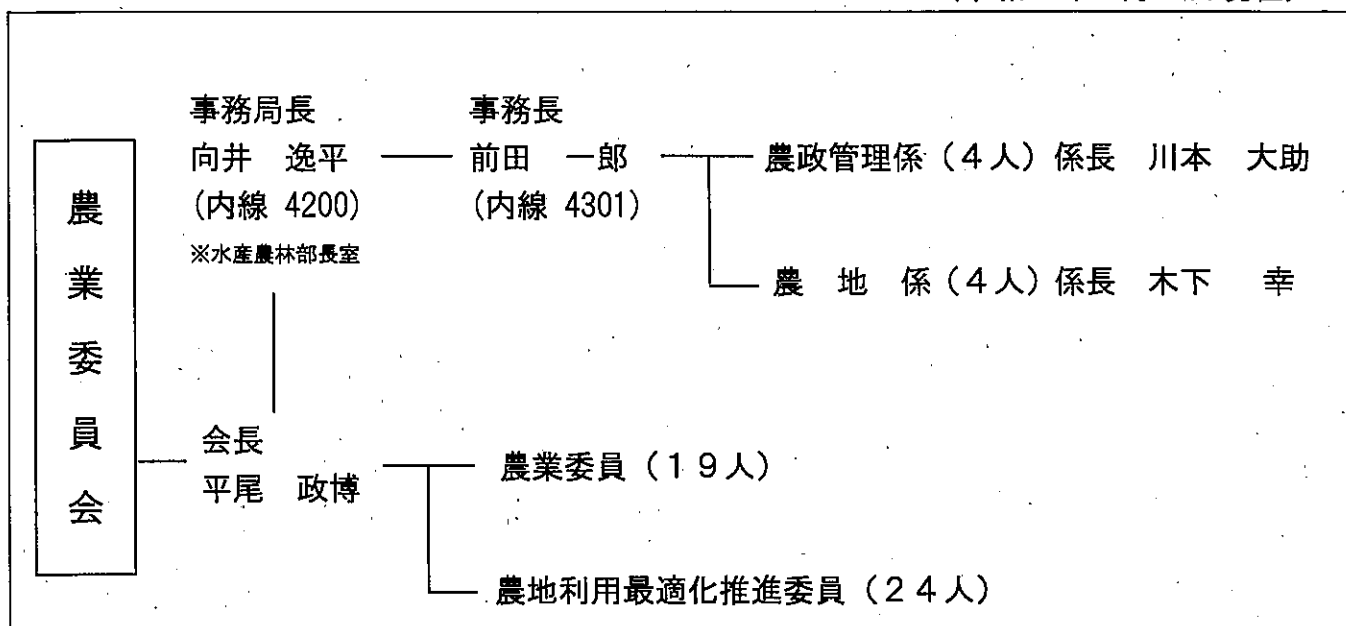 農業委員会
事務局長
向井　逸平
(内線 4200)
※水産農林部長室
事務長
前田　一郎
(内線 4301)
農政管理係（４人）係長　川本　大助
農　地　係（４人）係長　木下　幸
会長
平尾　政博
農業委員（１９人）
農地利用最適化推進委員（２４人）